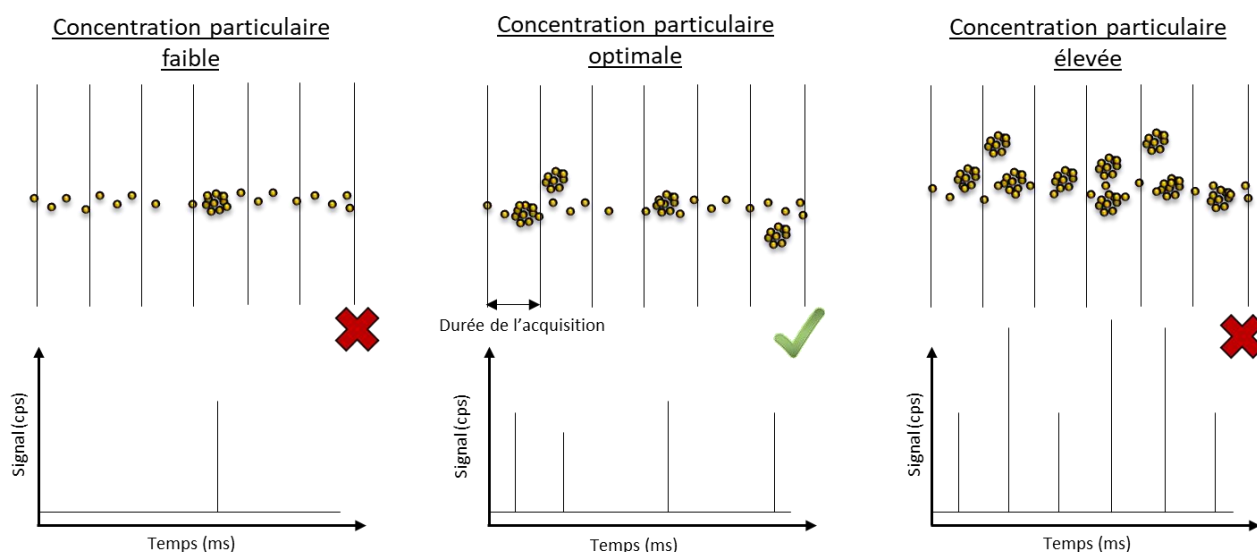 Concentration particulaire
faible
Concentration particulaire
optimale
Concentration particulaire
élevée
Durée de l'acquisition
Signal (cps)
Temps (ms)
Signal (cps)
Temps (ms)
Signal (cps)
Temps (ms)